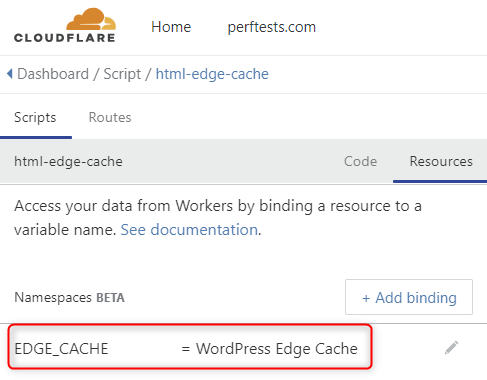 CLOUDFLARE
Home perftests.com
Dashboard / Script / html-edge-cache
Scripts Routes
html-edge-cache Code Resources
Access your data from Workers by binding a resource to a
variable name. See documentation.
Namespaces BETA + Add binding
EDGE_CACHE = WordPress Edge Cache